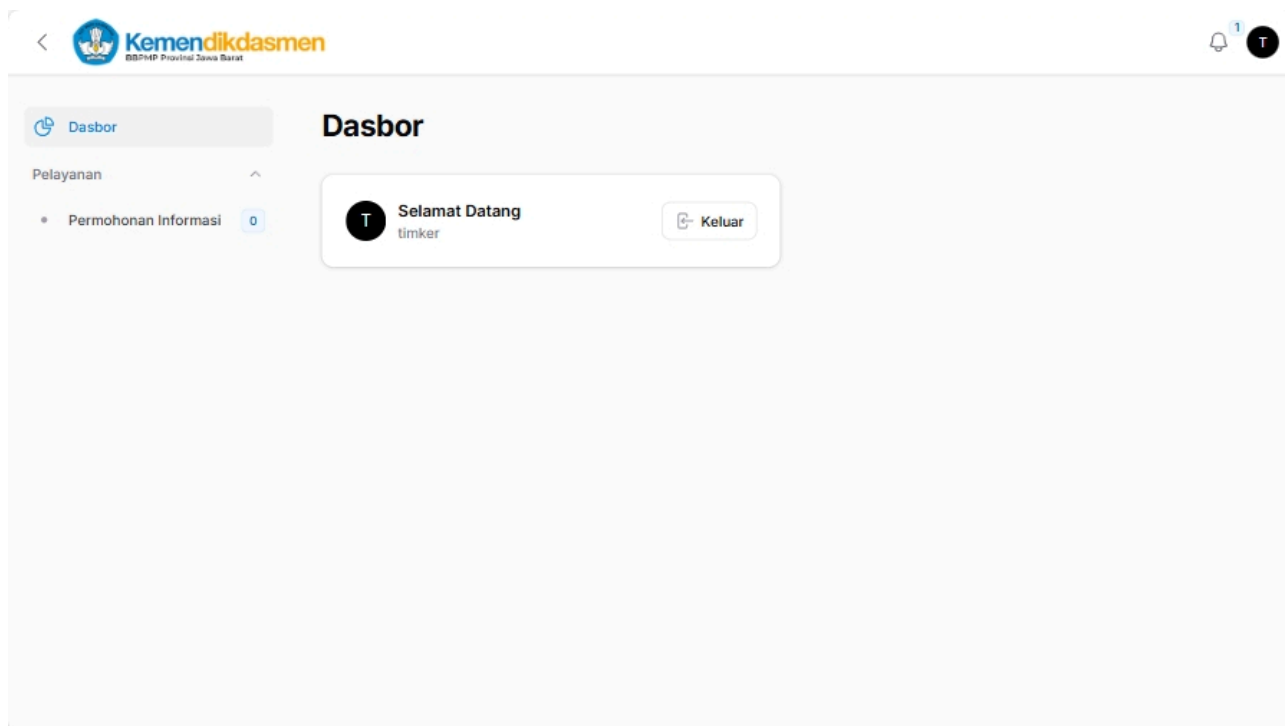 Kemendikdasmen
BBPMP Provinsi Jawa Barat
1
T
Dasbor
Dasbor
Pelayanan
Permohonan Informasi 0
T
Selamat Datang
timker
Keluar